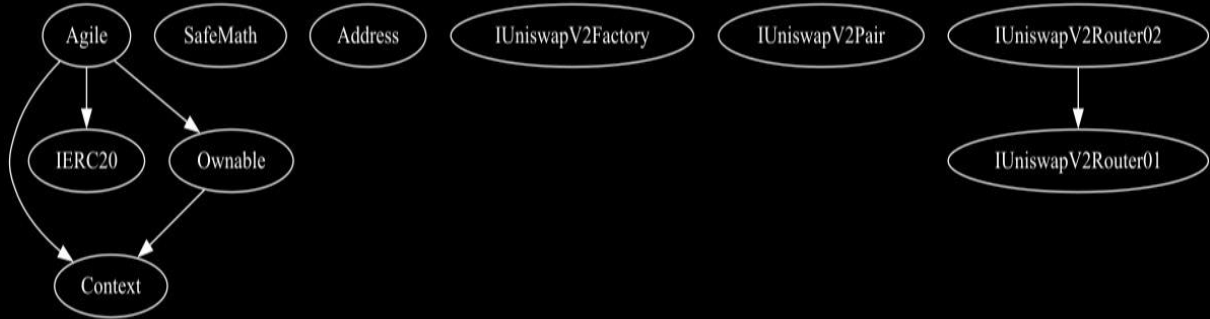 Agile
SafeMath
Address
IUniswapV2Factory
IUniswapV2Pair
IUniswapV2Router02
IERC20
Ownable
IUniswapV2Router01
Context